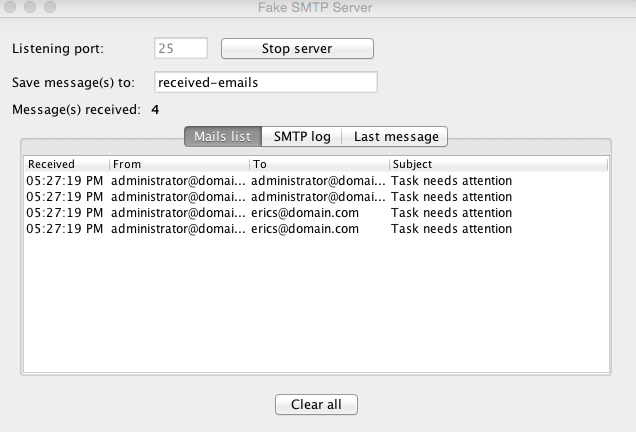 Fake SMTP Server
Listening port: 25 Stop server
Save message(s) to: received-emails
Message(s) received: 4
Mails list SMTP log Last message
Received From To Subject
05:27:19 PM administrator@domai... administrator@domai... Task needs attention
05:27:19 PM administrator@domai... administrator@domai... Task needs attention
05:27:19 PM administrator@domai... erics@domain.com Task needs attention
05:27:19 PM administrator@domai... erics@domain.com Task needs attention
Clear all